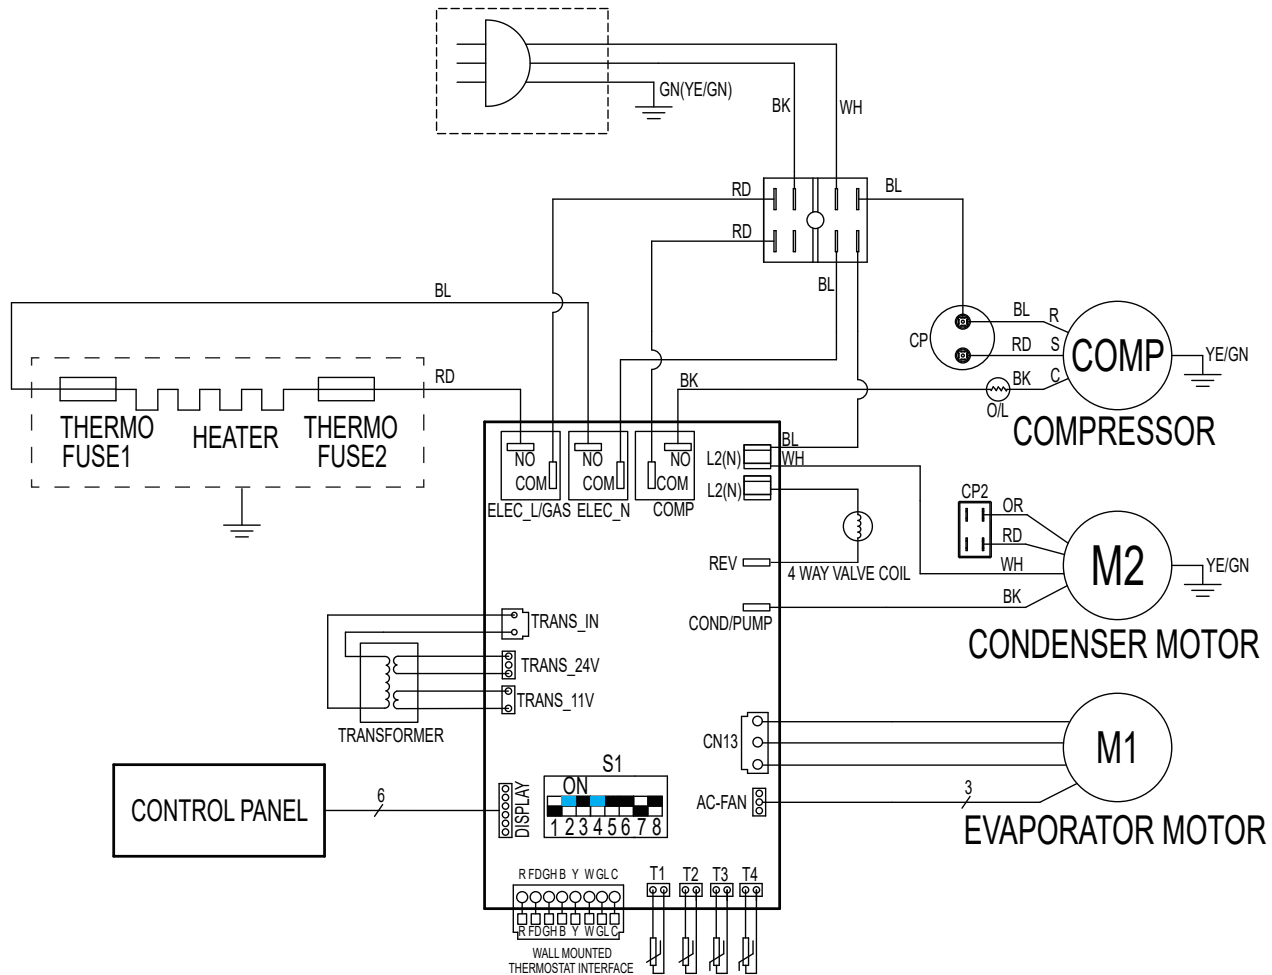 GN(YE/GN)
BK
WH
RD
BL
RD
BL
BL
CP
BL R
RD S
BK C
O/L
COMP
YE/GN
COMPRESSOR
RD
BK
THERMO
FUSE1
HEATER
THERMO
FUSE2
NO
COM
ELEC_L/GAS
NO
COM
ELEC_N
NO
COM
COMP
L2(N)
BL
WH
L2(N)
REV
4 WAY VALVE COIL
COND/PUMP
CP2
OR
RD
WH
BK
M2
YE/GN
CONDENSER MOTOR
TRANS_IN
TRANS_24V
TRANS_11V
TRANSFORMER
CN13
M1
AC-FAN
3
EVAPORATOR MOTOR
CONTROL PANEL
6
DISPLAY
S1
ON
1 2 3 4 5 6 7 8
R FDGH B Y W GL C
R FDGH B Y W GL C
WALL MOUNTED
THERMOSTAT INTERFACE
T1 T2 T3 T4